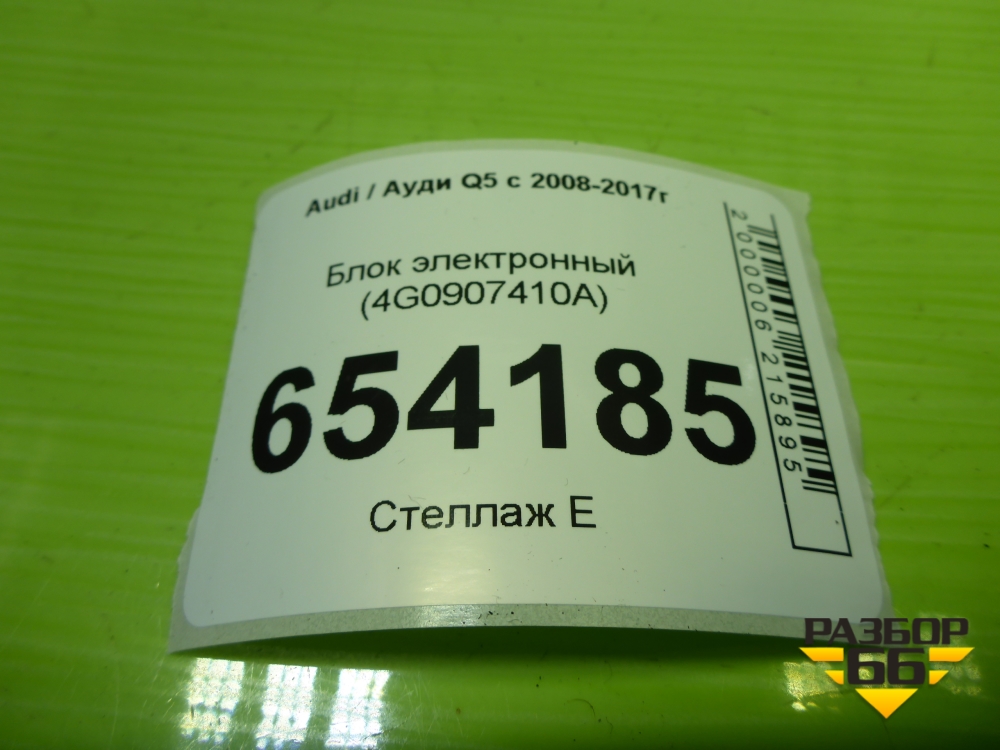 Audi / Ауди Q5 с 2008-2017г
Блок электронный
(4G0907410A)
654185
Стеллаж Е
2000006215895
РАЗБОР
66